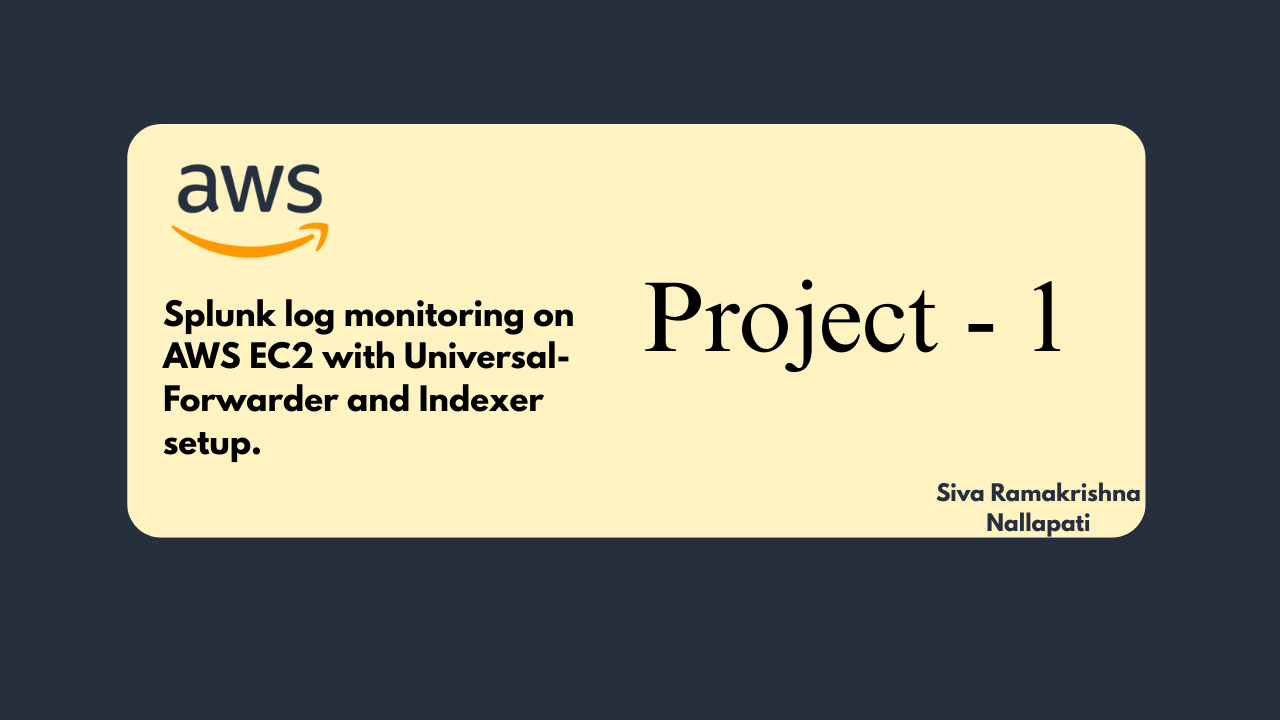 aws
Splunk log monitoring on
AWS EC2 with Universal-
Forwarder and Indexer
setup.
Project - 1
Siva Ramakrishna
Nallapati